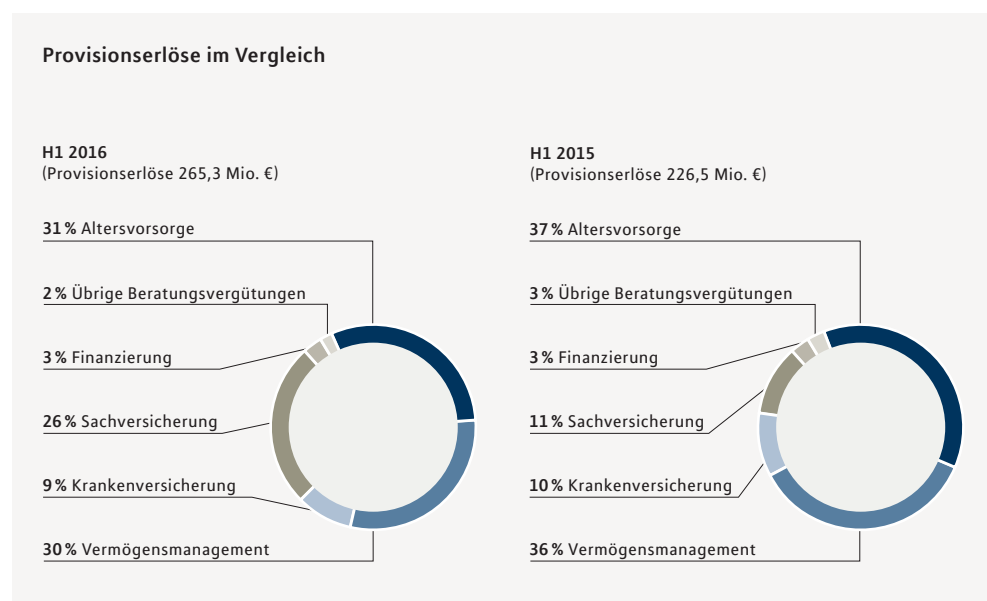 Provisionserlöse im Vergleich
H1 2016
(Provisionserlöse 265,3 Mio. €)
31 % Altersvorsorge
2 % Übrige Beratungsvergütungen
3 % Finanzierung
26 % Sachversicherung
9 % Krankenversicherung
30 % Vermögensmanagement
H1 2015
(Provisionserlöse 226,5 Mio. €)
37 % Altersvorsorge
3 % Übrige Beratungsvergütungen
3 % Finanzierung
11 % Sachversicherung
10 % Krankenversicherung
36 % Vermögensmanagement